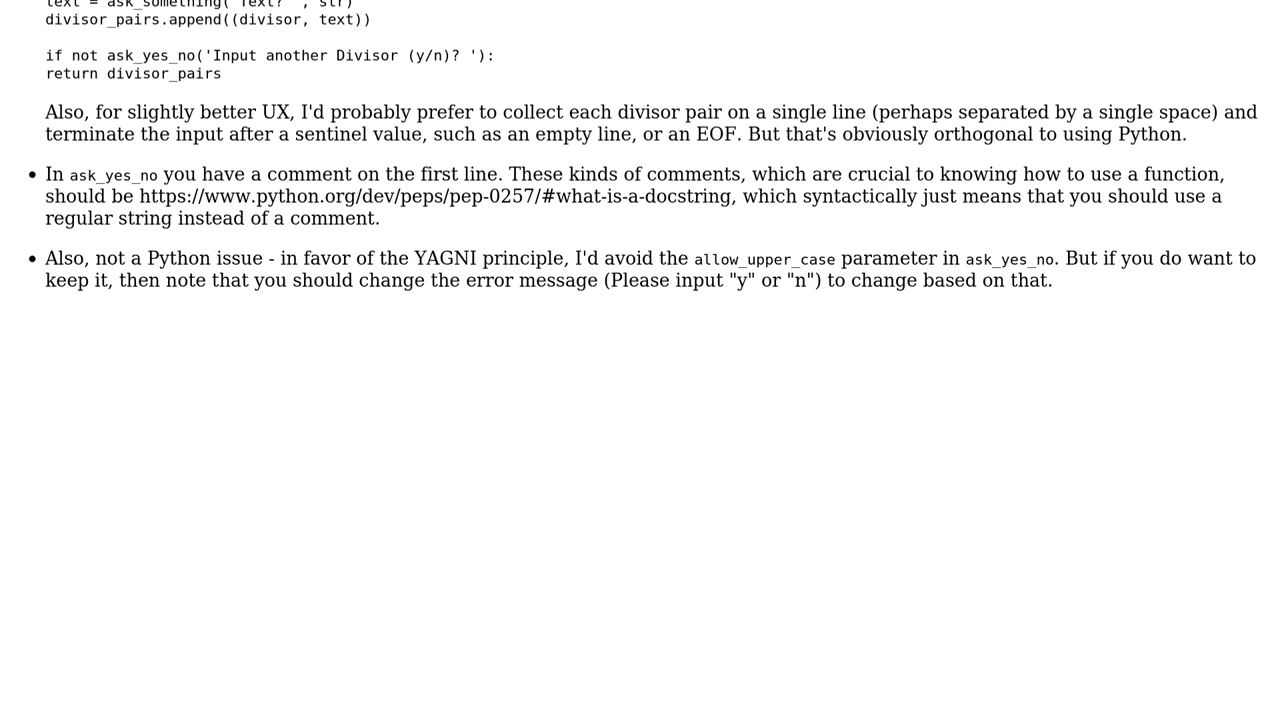 text = ask_something('Text? ', str)
divisor_pairs.append((divisor, text))
if not ask_yes_no('Input another Divisor (y/n)? '):
return divisor_pairs
Also, for slightly better UX, I'd probably prefer to collect each divisor pair on a single line (perhaps separated by a single space) and
terminate the input after a sentinel value, such as an empty line, or an EOF. But that's obviously orthogonal to using Python.
• In ask_yes_no you have a comment on the first line. These kinds of comments, which are crucial to knowing how to use a function,
should be https://www.python.org/dev/peps/pep-0257/#what-is-a-docstring, which syntactically just means that you should use a
regular string instead of a comment.
• Also, not a Python issue - in favor of the YAGNI principle, I'd avoid the allow_upper_case parameter in ask_yes_no. But if you do want to
keep it, then note that you should change the error message (Please input "y" or "n") to change based on that.